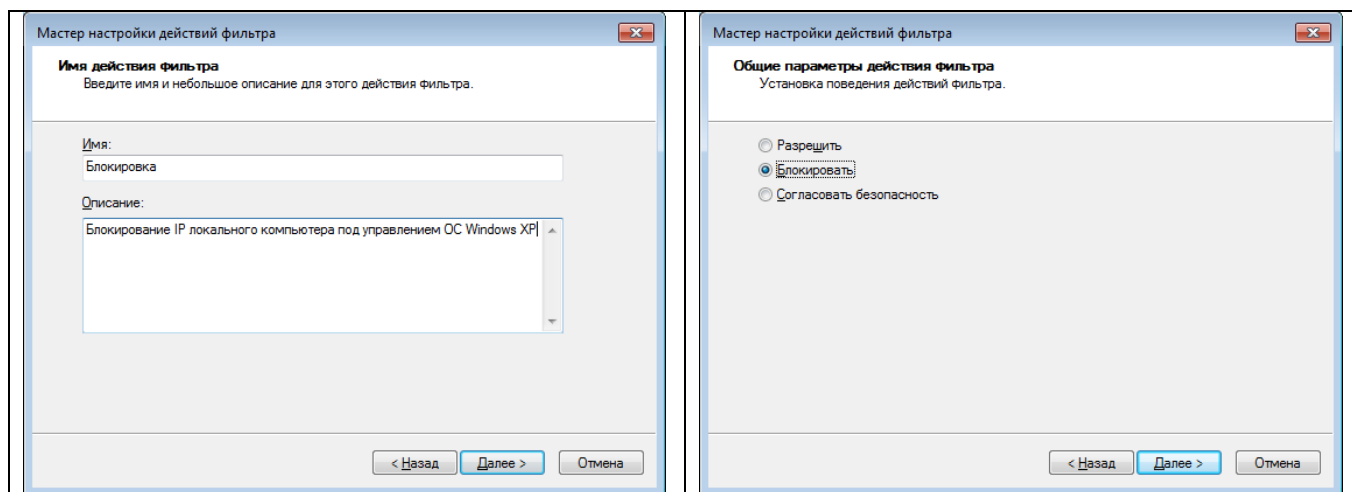 Мастер настройки действий фильтра
Имя действия фильтра
Введите имя и небольшое описание для этого действия фильтра.
Имя:
Блокировка
Описание:
Блокирование IP локального компьютера под управлением ОС Windows XP
< Назад
Далее >
Отмена
Мастер настройки действий фильтра
Общие параметры действия фильтра
Установка поведения действий фильтра.
Разрешить
Блокировать
Согласовать безопасность
< Назад
Далее >
Отмена